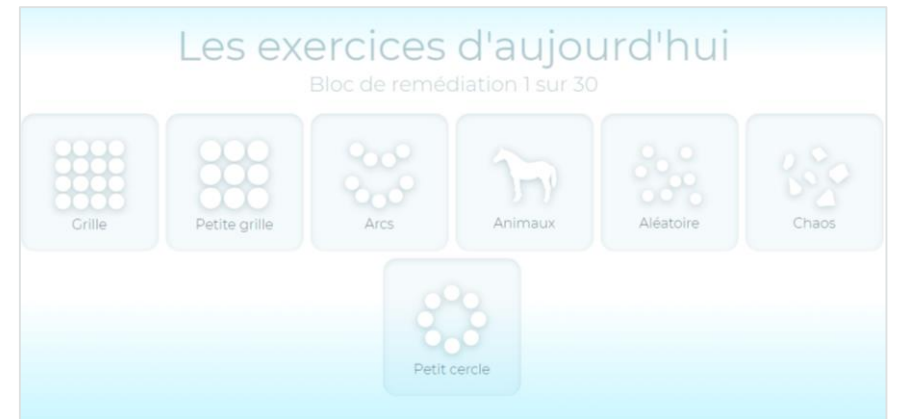 Les exercices d'aujourd'hui
Bloc de remédiation 1 sur 30
Grille
Petite grille
Arcs
Animaux
Aléatoire
Chaos
Petit cercle